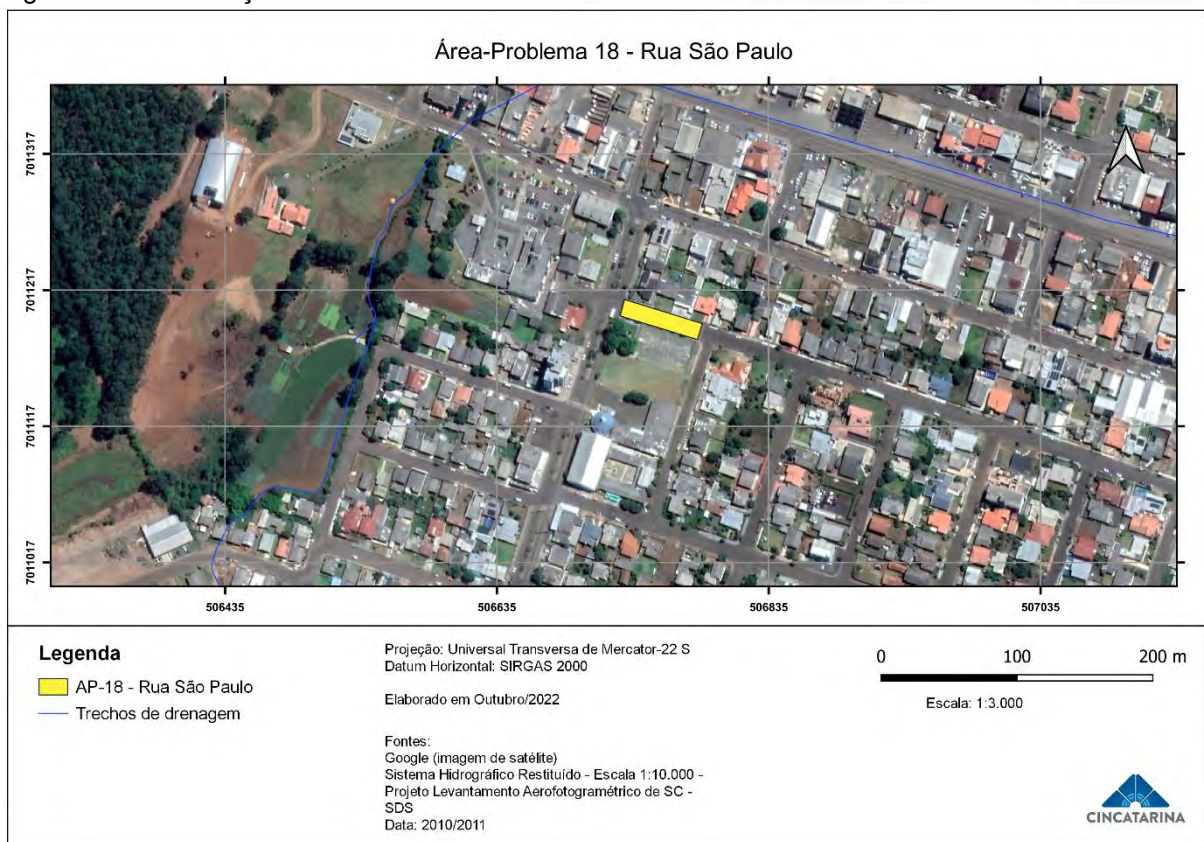 Área-Problema 18 - Rua São Paulo
7011317
7011217
7011117
7011017
506435
506635
506835
507035
Legenda
AP-18 - Rua São Paulo
Trechos de drenagem
Projeção: Universal Transversa de Mercator-22 S
Datum Horizontal: SIRGAS 2000
Elaborado em Outubro/2022
Fontes:
Google (imagem de satélite)
Sistema Hidrográfico Restituído - Escala 1:10.000 -
Projeto Levantamento Aerofotogramétrico de SC -
SDS
Data: 2010/2011
0 100 200 m
Escala: 1:3.000
CINCATARINA